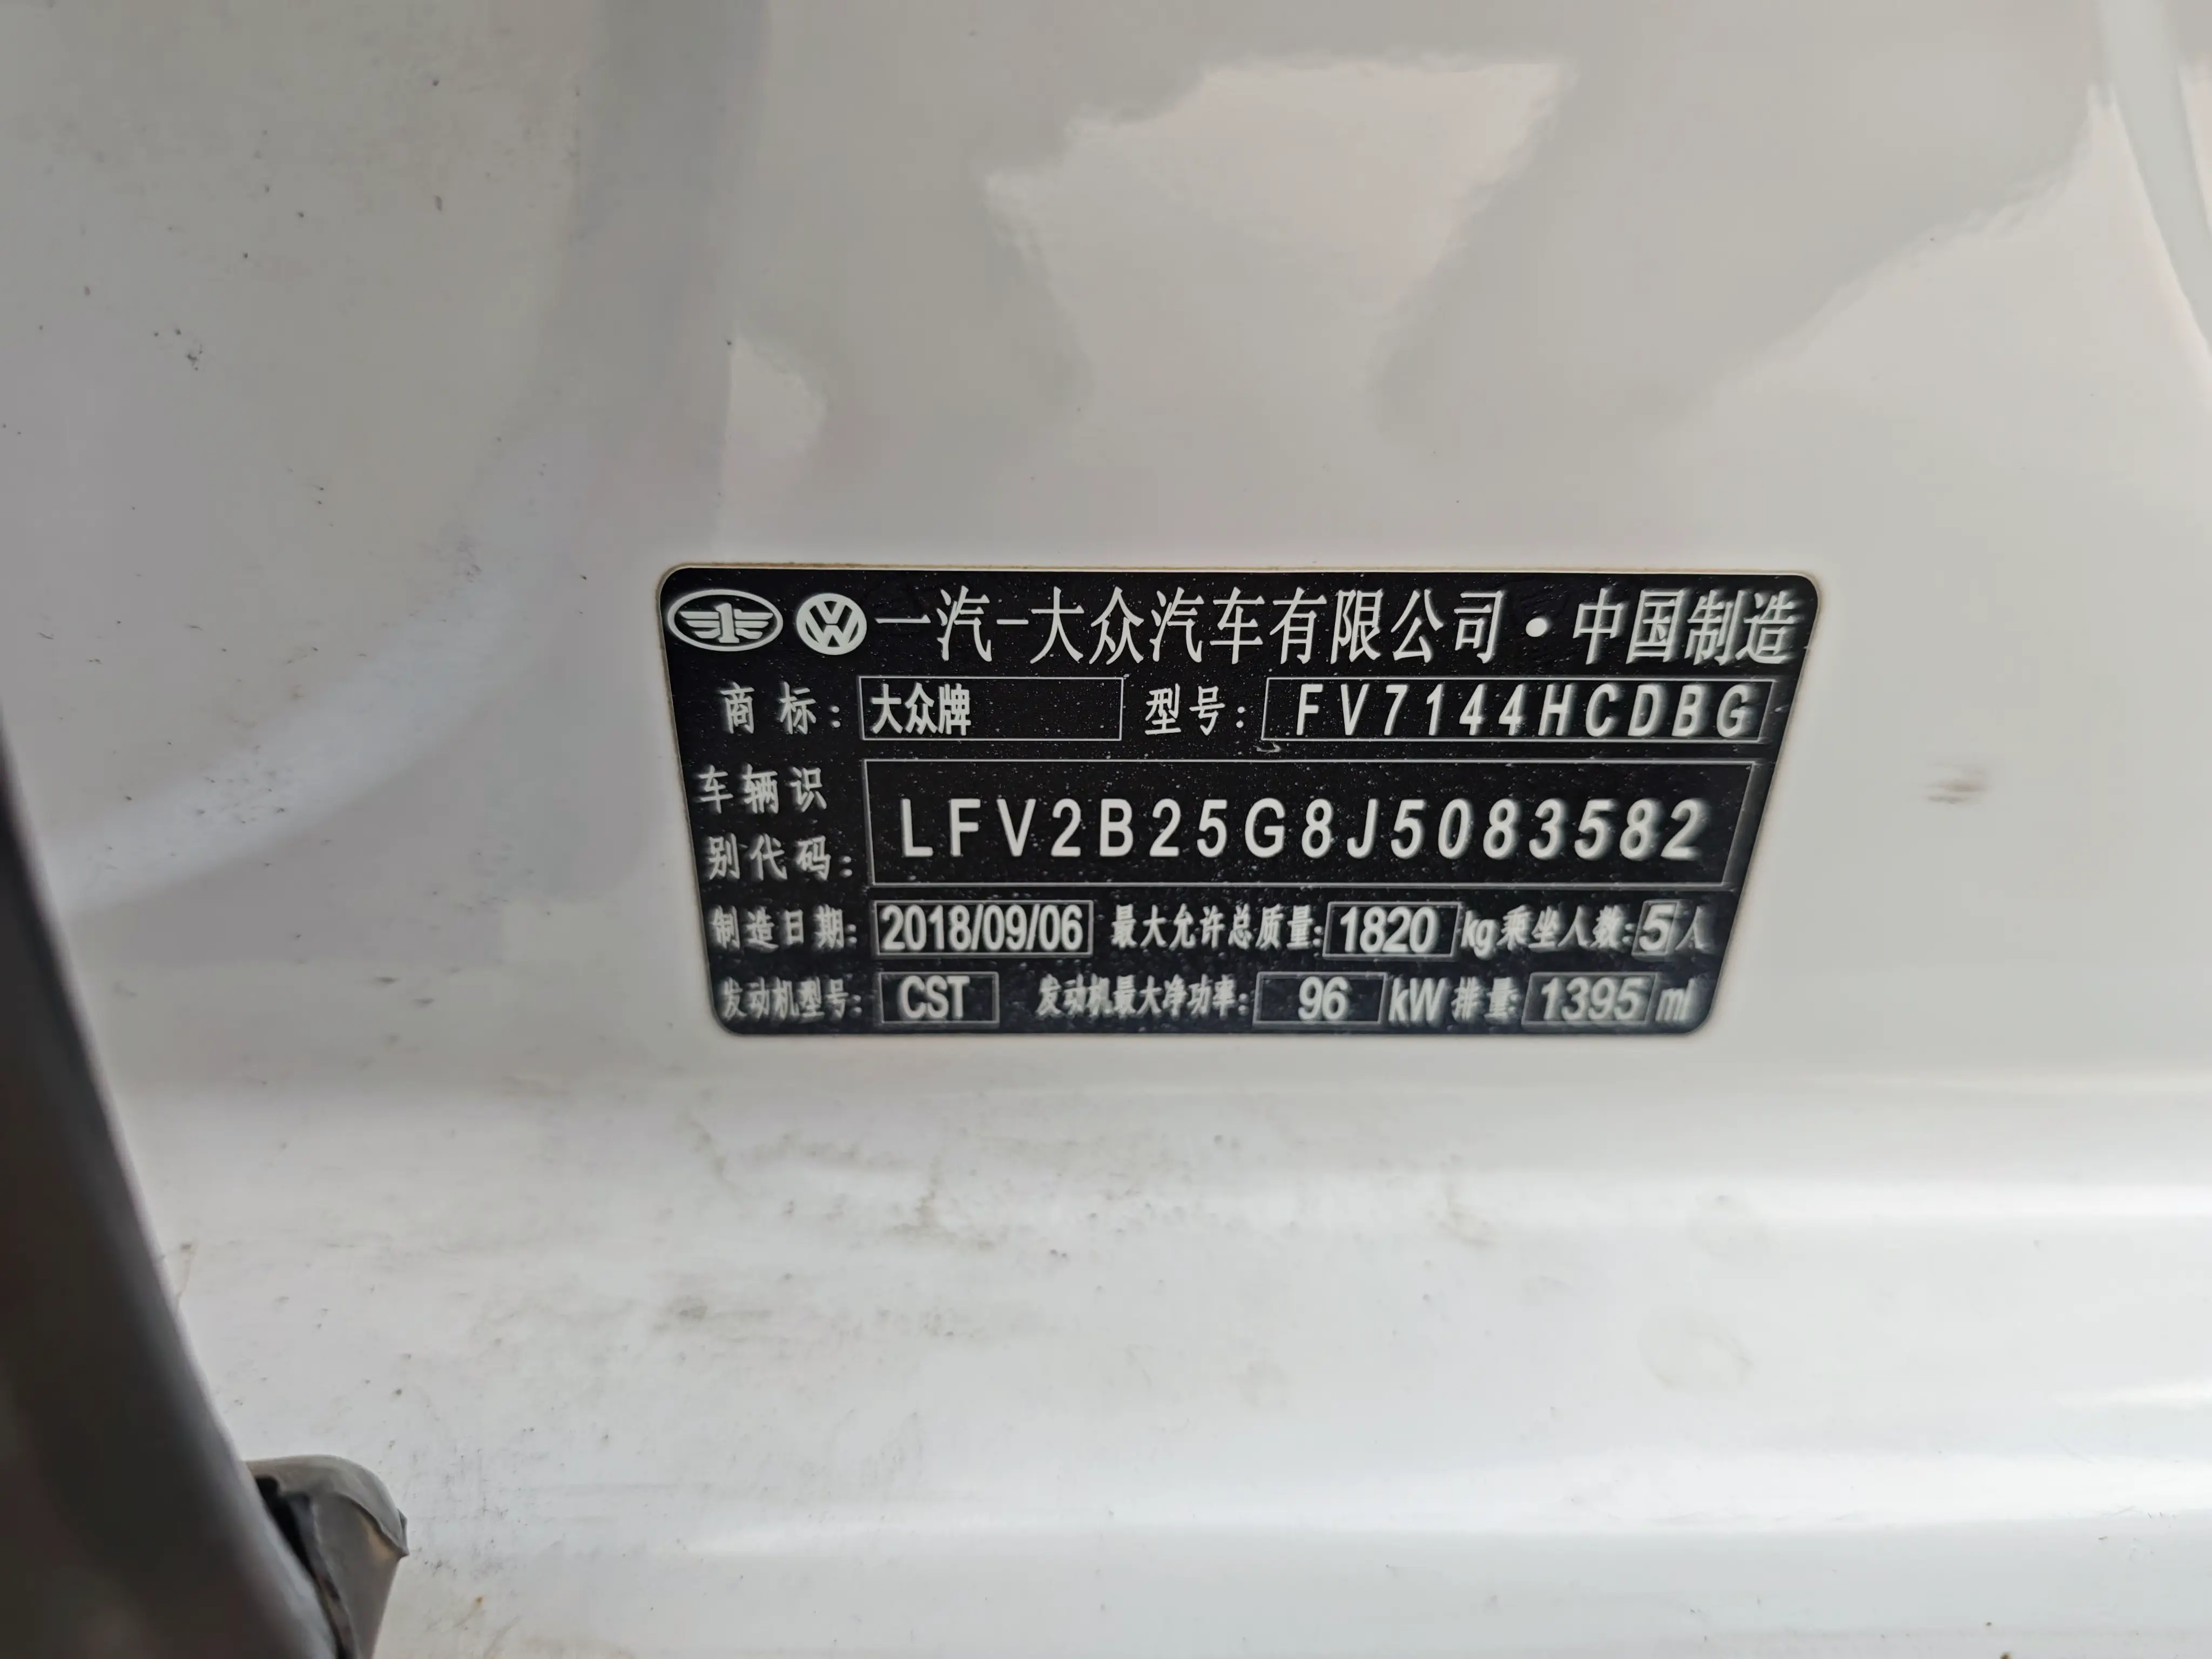 一汽-大众汽车有限公司·中国制造
商标: 大众牌 型号: FV7144HCDBG
车辆识别代码: LFV2B25G8J5083582
制造日期: 2018/09/06 最大允许总质量: 1820 kg 乘坐人数: 5 人
发动机型号: CST 发动机最大净功率: 96 kW 排量: 1395 ml